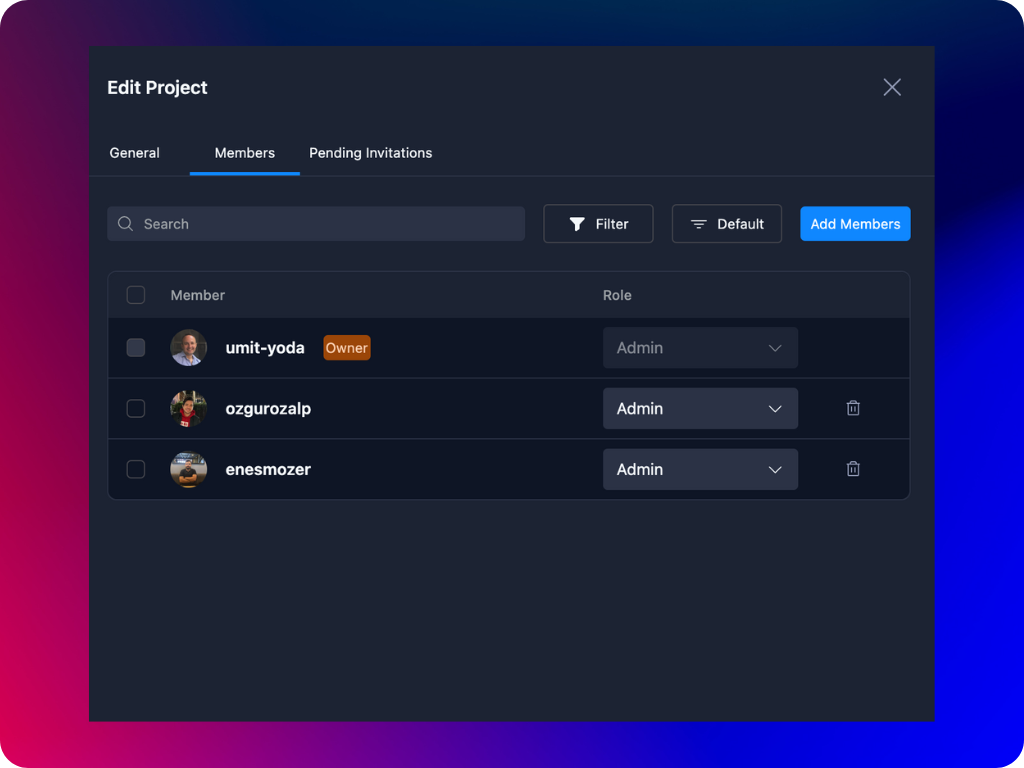 Edit Project
General Members Pending Invitations
Search Filter Default Add Members
Member Role
umit-yoda Owner Admin
ozgurozalp Admin
enesmozer Admin